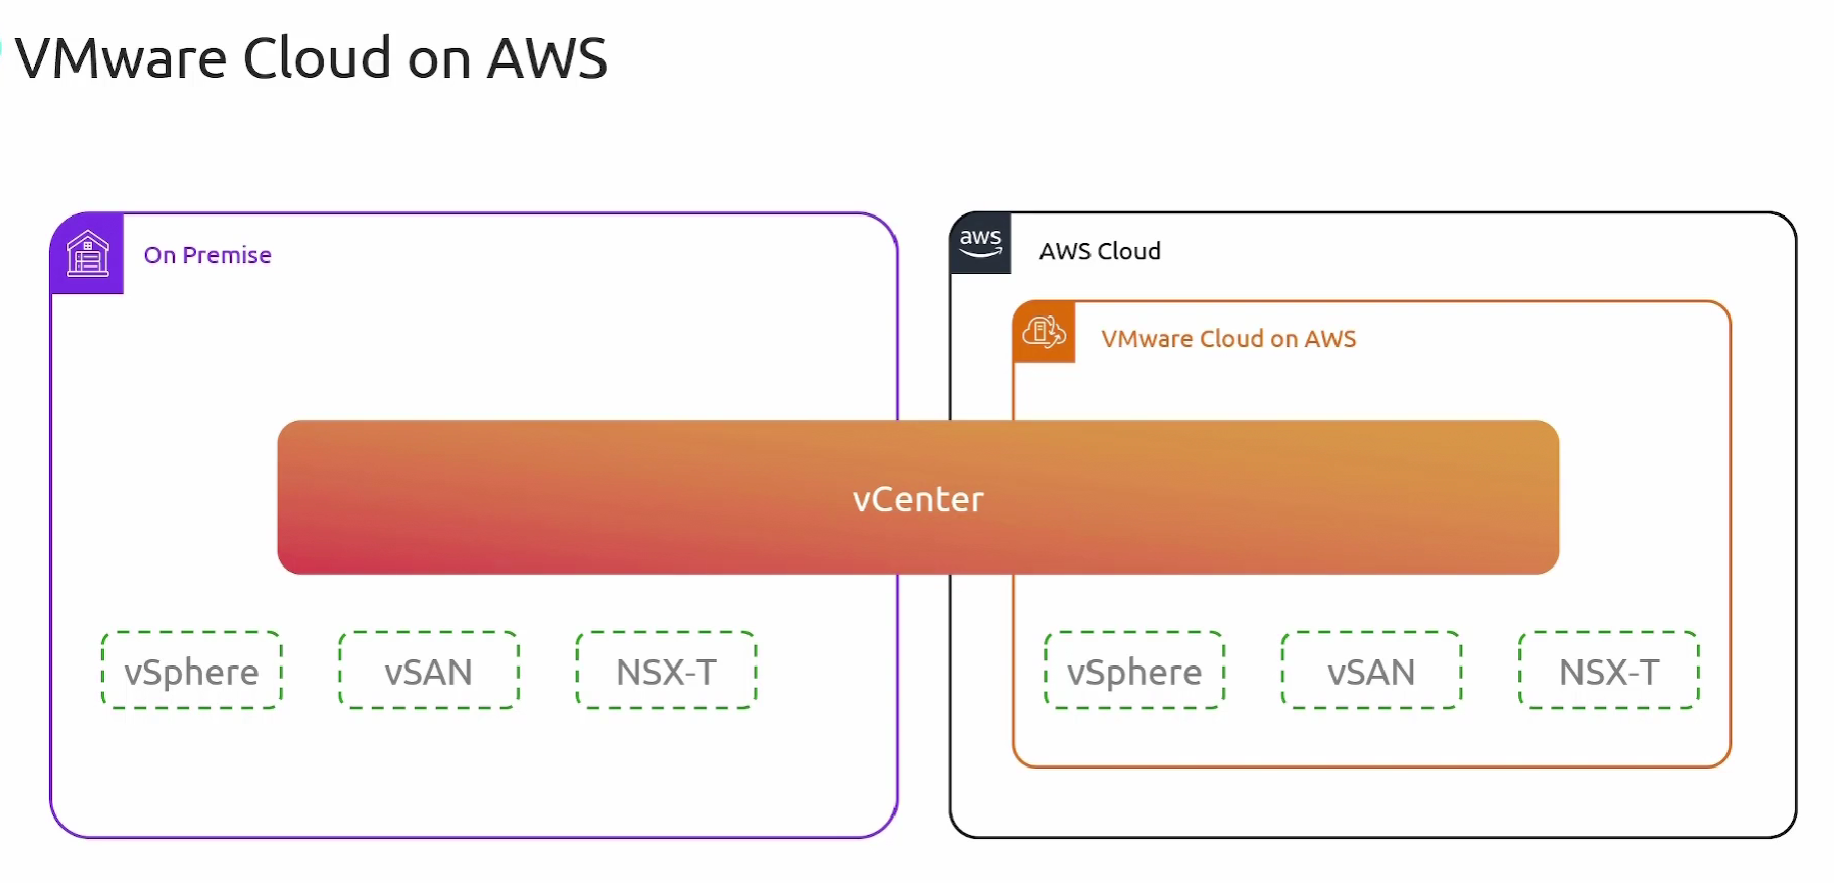 VMware Cloud on AWS
On Premise
aws
AWS Cloud
VMware Cloud on AWS
vCenter
vSphere
vSAN
NSX-T
vSphere
vSAN
NSX-T